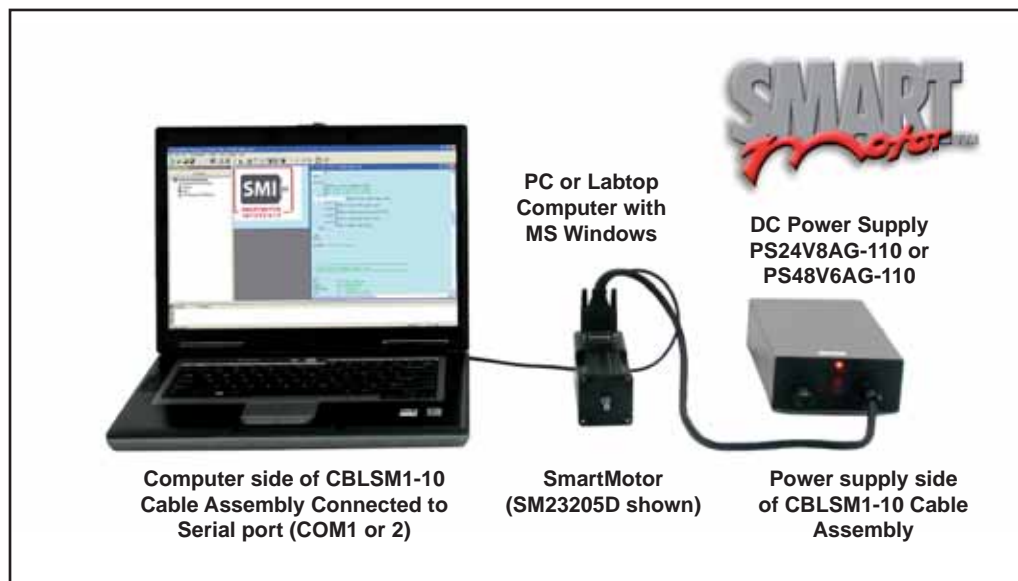 SMART
motor™
PC or Labtop
Computer with
MS Windows
DC Power Supply
PS24V8AG-110 or
PS48V6AG-110
SMI
Computer side of CBLSM1-10
Cable Assembly Connected to
Serial port (COM1 or 2)
SmartMotor
(SM23205D shown)
Power supply side
of CBLSM1-10 Cable
Assembly